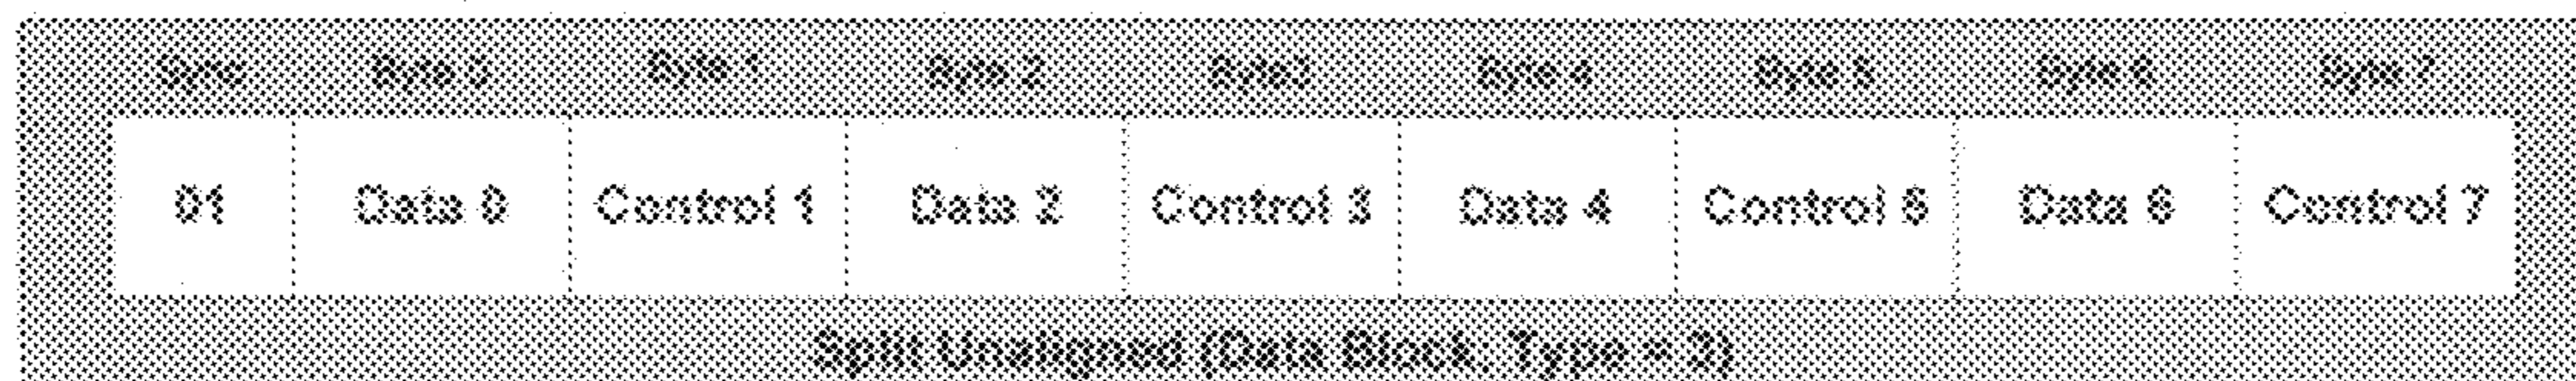 Sync Byte 0 Byte 1 Byte 2 Byte3 Byte 4 Byte 5 Byte 6 Byte 7
01 Data 0 Control 1 Data 2 Control 3 Data 4 Control 5 Data 6 Control 7
Split Unaligned (Data Block, Type = 3)